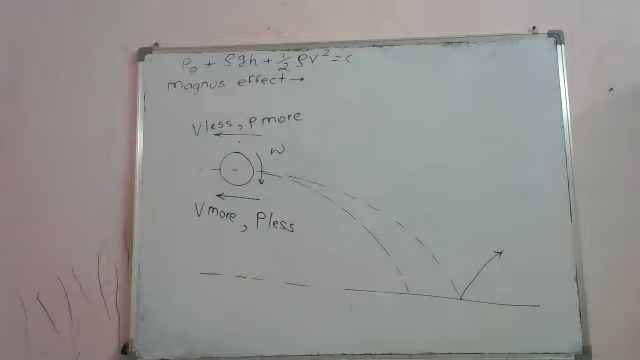 P₀ + ρgh + ½ ρv² = c
magnus effect →
Vless, Pmore
W
Vmore, Pless